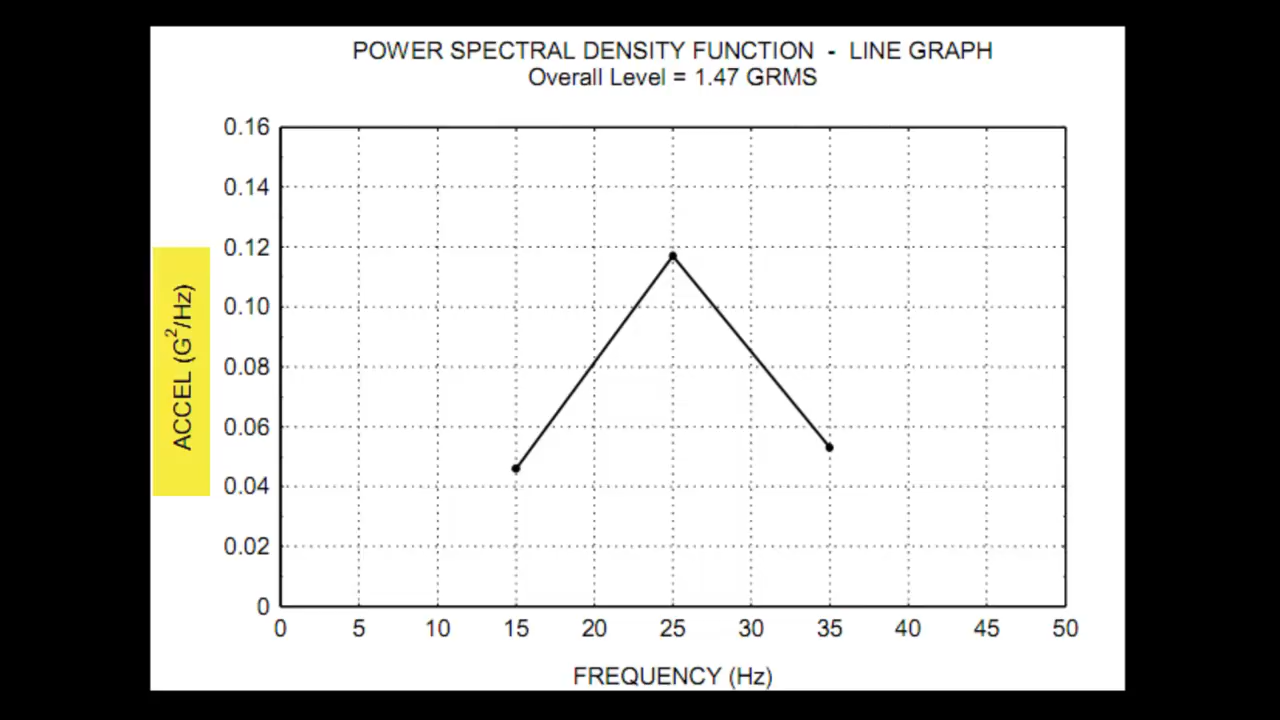 POWER SPECTRAL DENSITY FUNCTION - LINE GRAPH
Overall Level = 1.47 GRMS
0.16
0.14
0.12
0.10
0.08
0.06
0.04
0.02
0
ACCEL (G²/Hz)
0 5 10 15 20 25 30 35 40 45 50
FREQUENCY (Hz)